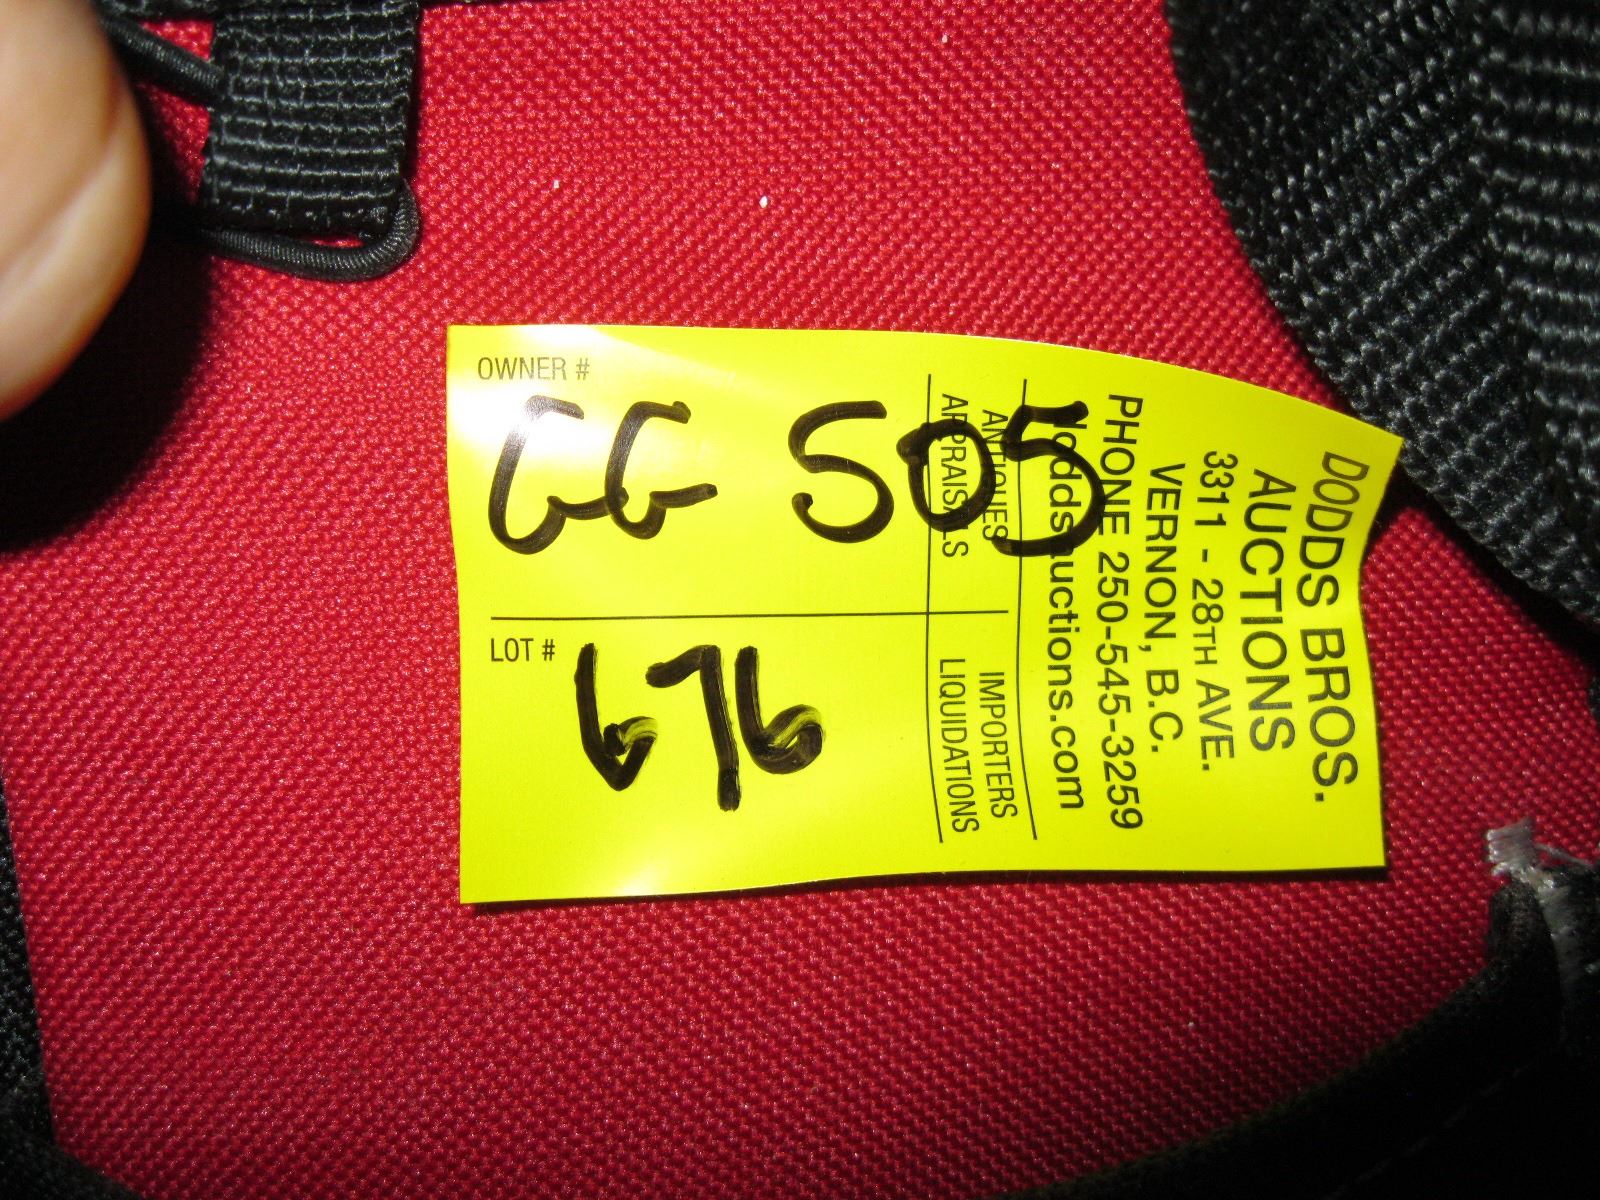 OWNER #
GG 505
LOT #
676
DODDS BROS.
AUCTIONS
3311 - 28TH AVE.
VERNON, B.C.
PHONE 250-545-3259
doddsauctions.com
ANTIQUES IMPORTERS
APPRAISALS LIQUIDATIONS